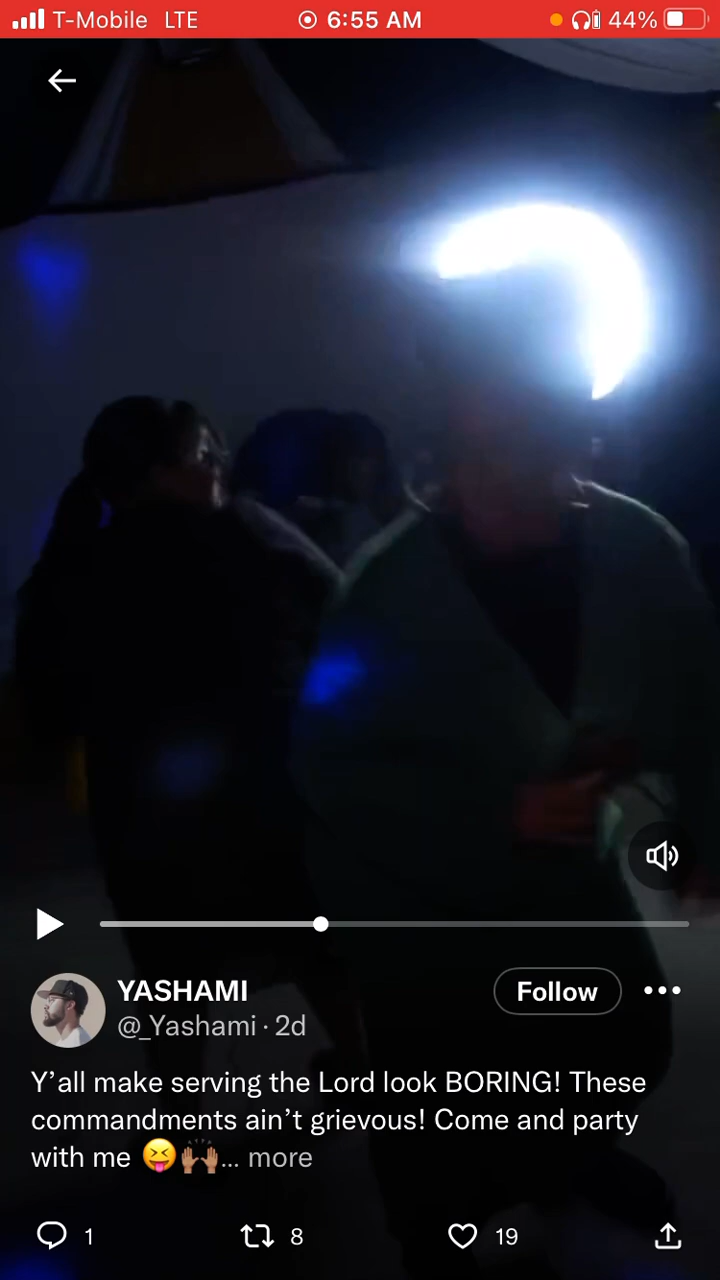 T-Mobile LTE 6:55 AM 44%
YASHAMI
Follow
@_Yashami · 2d
Y’all make serving the Lord look BORING! These
commandments ain’t grievous! Come and party
with me 😝🙌🏽... more
1 8 19